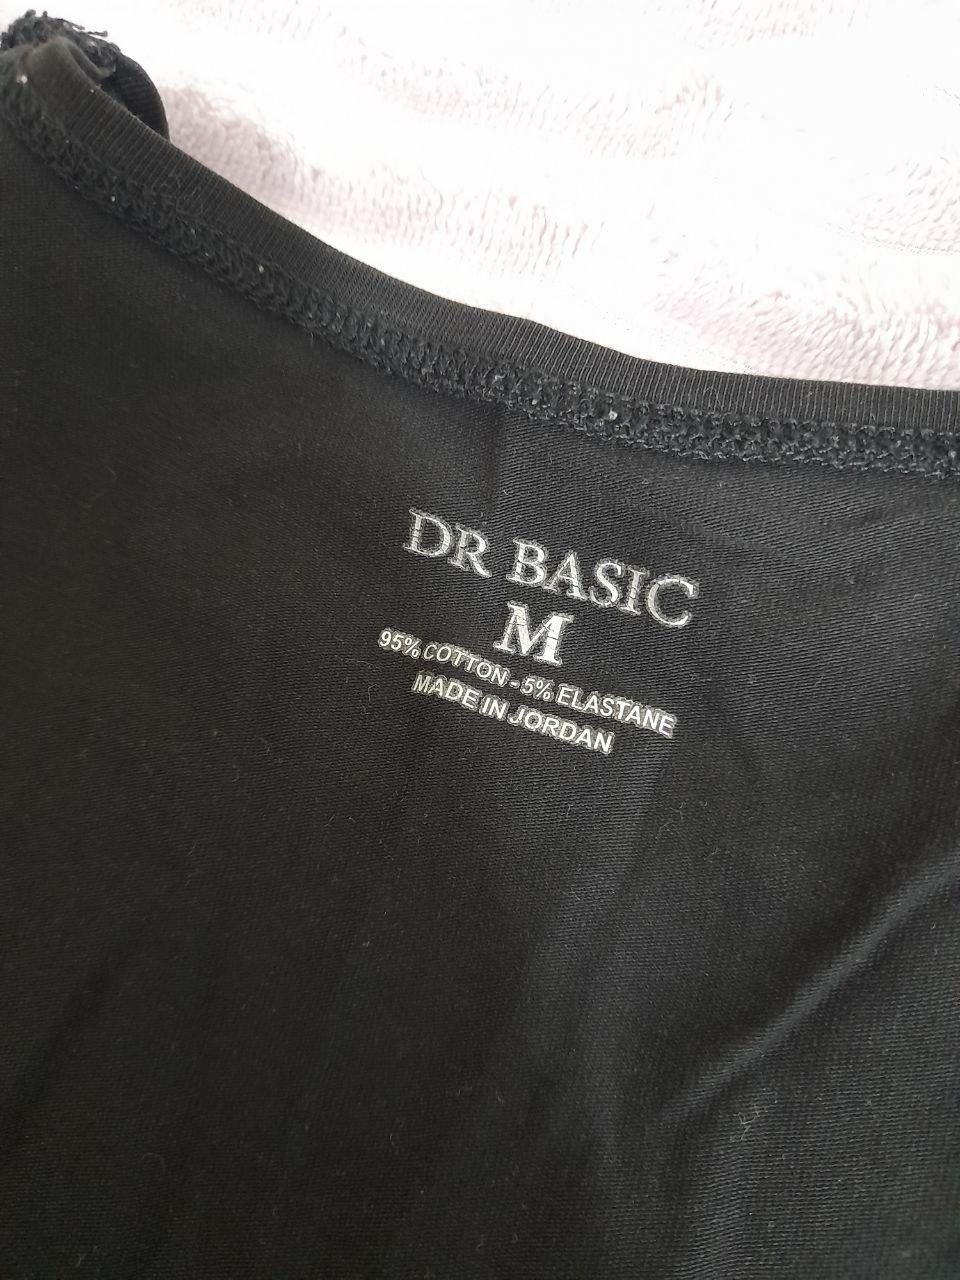 DR BASIC
M
95% COTTON - 5% ELASTANE
MADE IN JORDAN